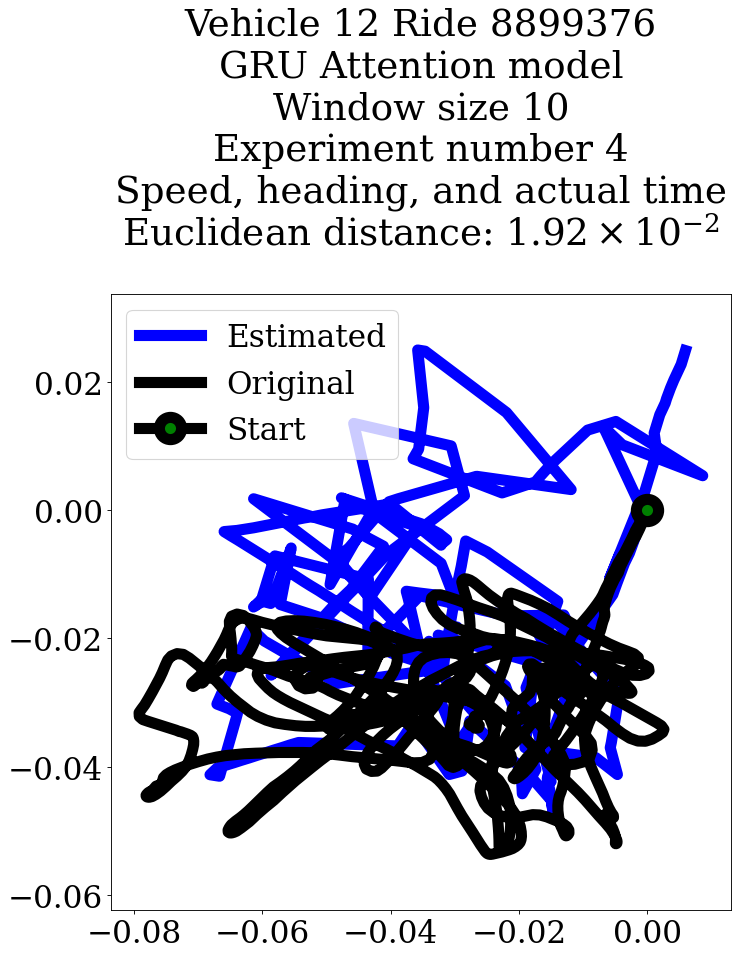 Vehicle 12 Ride 8899376
GRU Attention model
Window size 10
Experiment number 4
Speed, heading, and actual time
Euclidean distance: 1.92 × 10⁻²
Estimated
Original
Start
0.02
0.00
−0.02
−0.04
−0.06
−0.08 −0.06 −0.04 −0.02 0.00